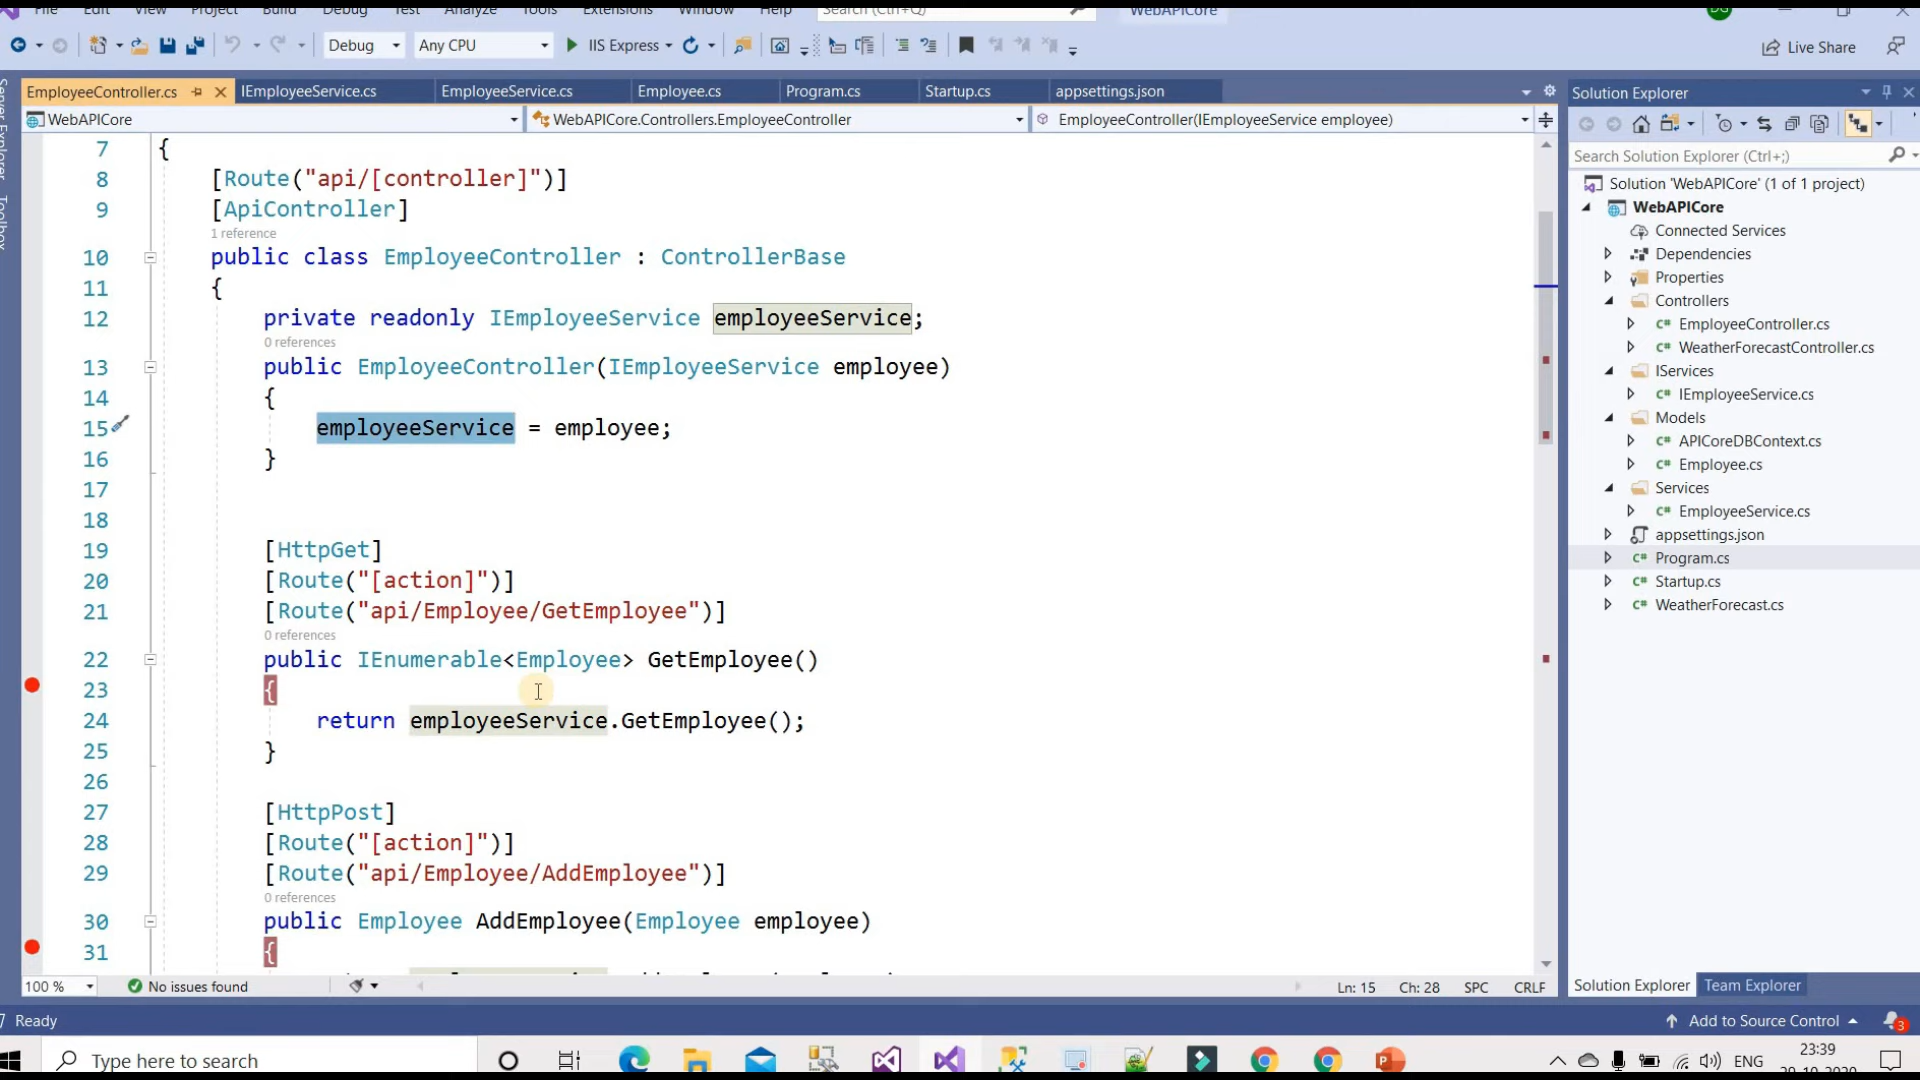 File Edit View Project Build Debug Test Analyze Tools Extensions Window Help Search (Ctrl+Q) WebAPICore DG
Debug Any CPU IIS Express Live Share
EmployeeController.cs IEmployeeService.cs EmployeeService.cs Employee.cs Program.cs Startup.cs appsettings.json
WebAPICore WebAPICore.Controllers.EmployeeController EmployeeController(IEmployeeService employee)
Server Explorer
Toolbox
7 {
8 [Route("api/[controller]")]
9 [ApiController]
1 reference
10 public class EmployeeController : ControllerBase
11 {
12 private readonly IEmployeeService employeeService;
0 references
13 public EmployeeController(IEmployeeService employee)
14 {
15 employeeService = employee;
16 }
17
18
19 [HttpGet]
20 [Route("[action]")]
21 [Route("api/Employee/GetEmployee")]
0 references
22 public IEnumerable<Employee> GetEmployee()
23 {
24 return employeeService.GetEmployee();
25 }
26
27 [HttpPost]
28 [Route("[action]")]
29 [Route("api/Employee/AddEmployee")]
0 references
30 public Employee AddEmployee(Employee employee)
31 {
100 % No issues found Ln: 15 Ch: 28 SPC CRLF
Solution Explorer
Search Solution Explorer (Ctrl+;)
Solution 'WebAPICore' (1 of 1 project)
WebAPICore
Connected Services
Dependencies
Properties
Controllers
C# EmployeeController.cs
C# WeatherForecastController.cs
IServices
C# IEmployeeService.cs
Models
C# APICoreDBContext.cs
C# Employee.cs
Services
C# EmployeeService.cs
appsettings.json
C# Program.cs
C# Startup.cs
C# WeatherForecast.cs
Solution Explorer Team Explorer
Ready Add to Source Control 3
Type here to search ENG 23:39